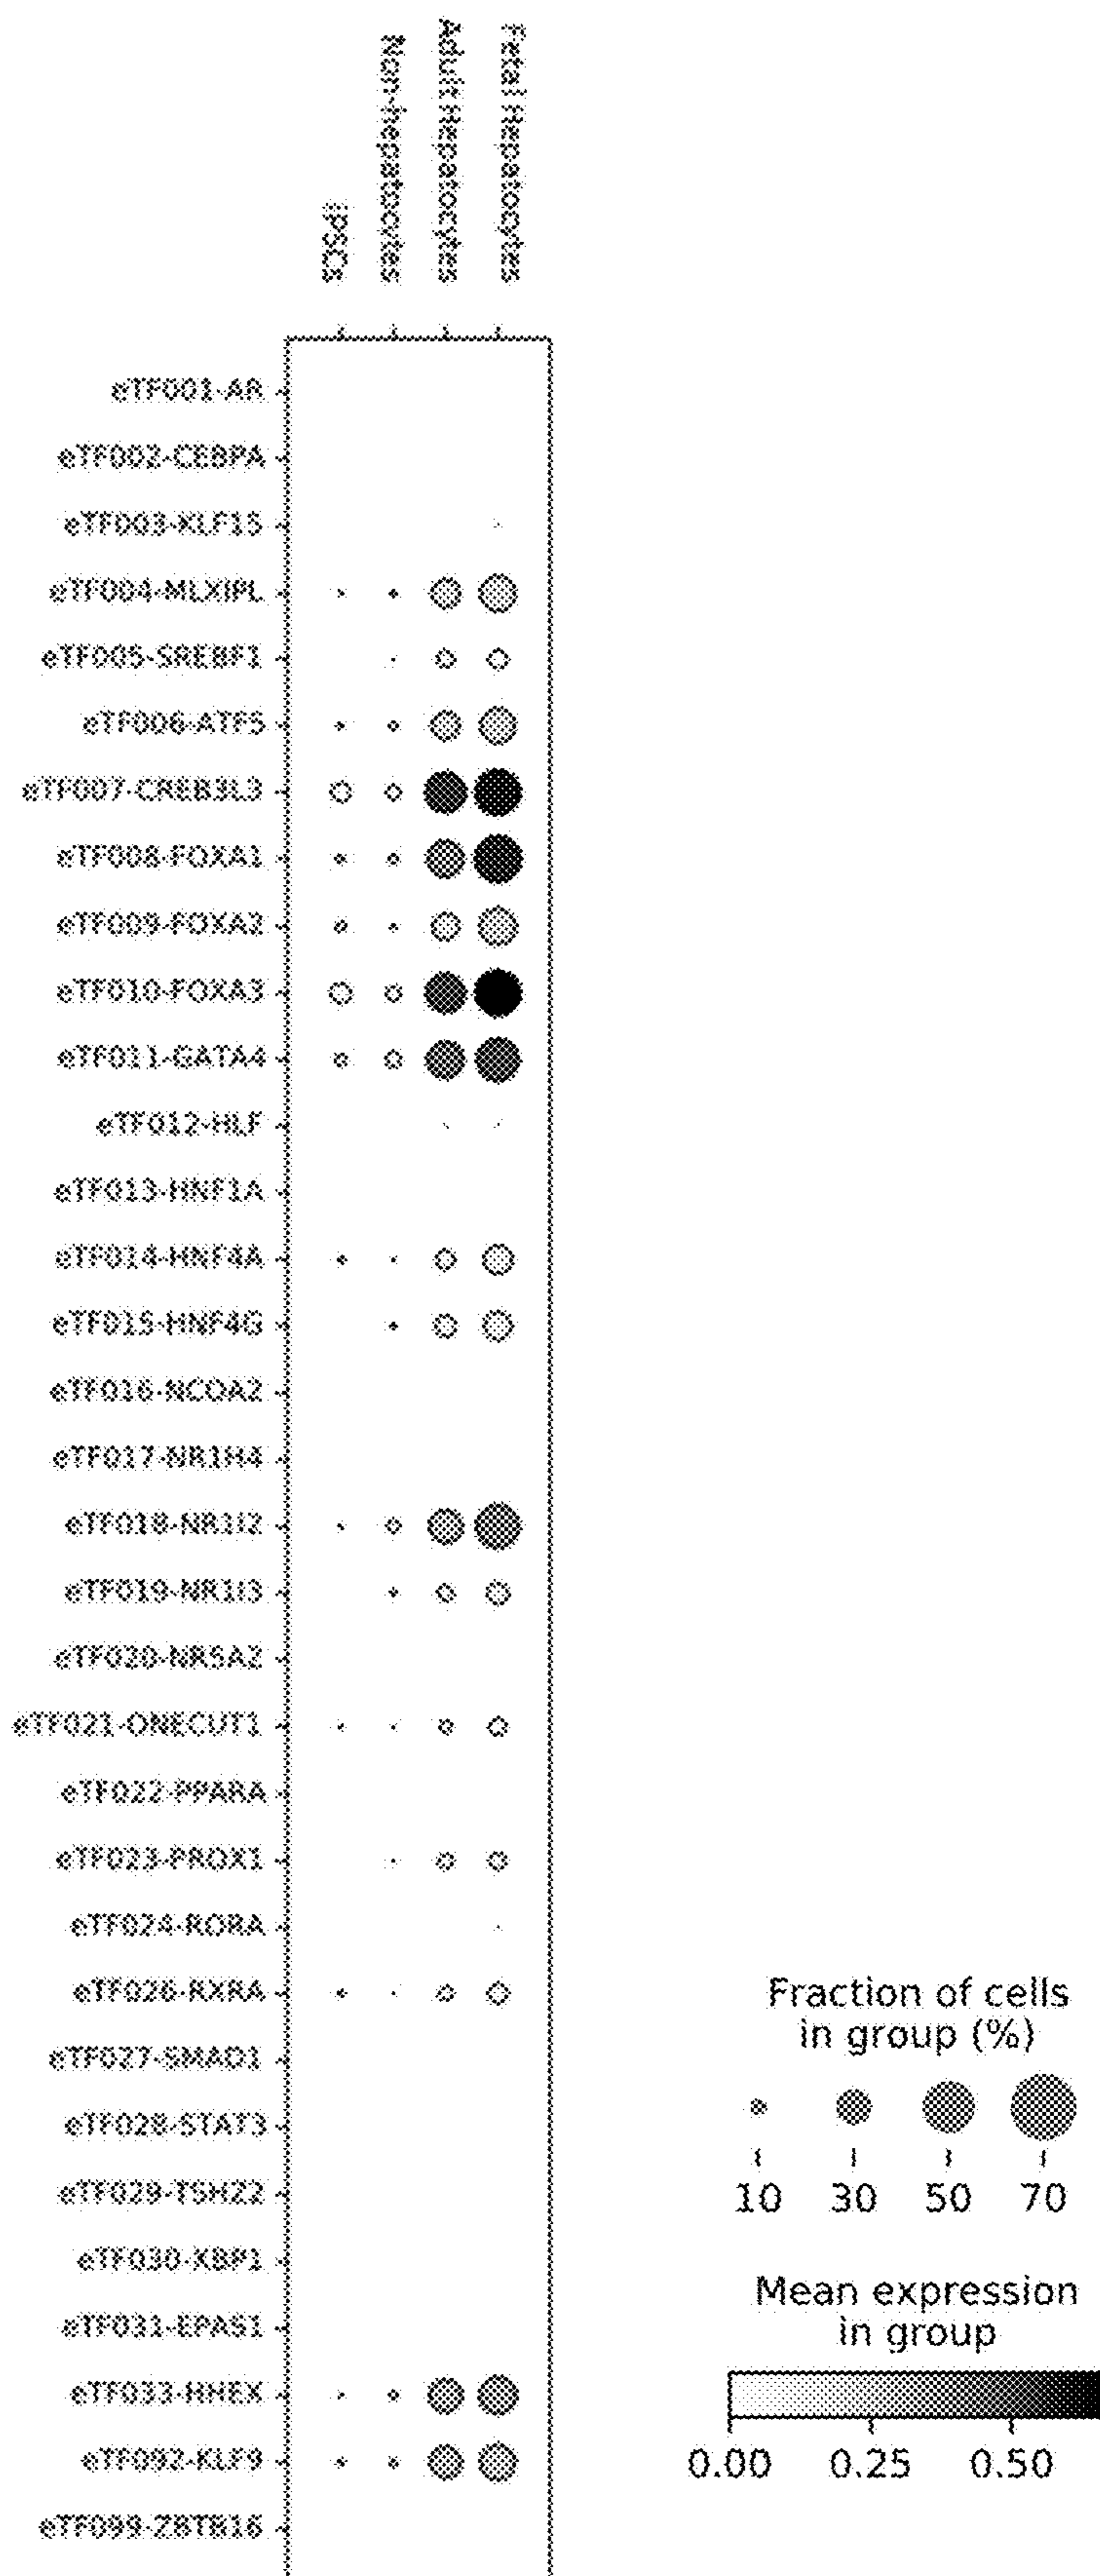 iPSCs
Non-hepatocytes
Adult Hepatocytes
Fetal Hepatocytes
eTF001-AR
eTF002-CEBPA
eTF003-KLF15
eTF004-MLXIPL
eTF005-SREBF1
eTF006-ATF5
eTF007-CREB3L3
eTF008-FOXA1
eTF009-FOXA2
eTF010-FOXA3
eTF011-GATA4
eTF012-HLF
eTF013-HNF1A
eTF014-HNF4A
eTF015-HNF4G
eTF016-NCOA2
eTF017-NR1H4
eTF018-NR1I2
eTF019-NR1I3
eTF020-NR5A2
eTF021-ONECUT1
eTF022-PPARA
eTF023-PROX1
eTF024-RORA
eTF026-RXRA
eTF027-SMAD1
eTF028-STAT3
eTF029-TSHZ2
eTF030-XBP1
eTF031-EPAS1
eTF033-HHEX
eTF092-KLF9
eTF099-ZBTB16
Fraction of cells
in group (%)
10 30 50 70
Mean expression
in group
0.00 0.25 0.50